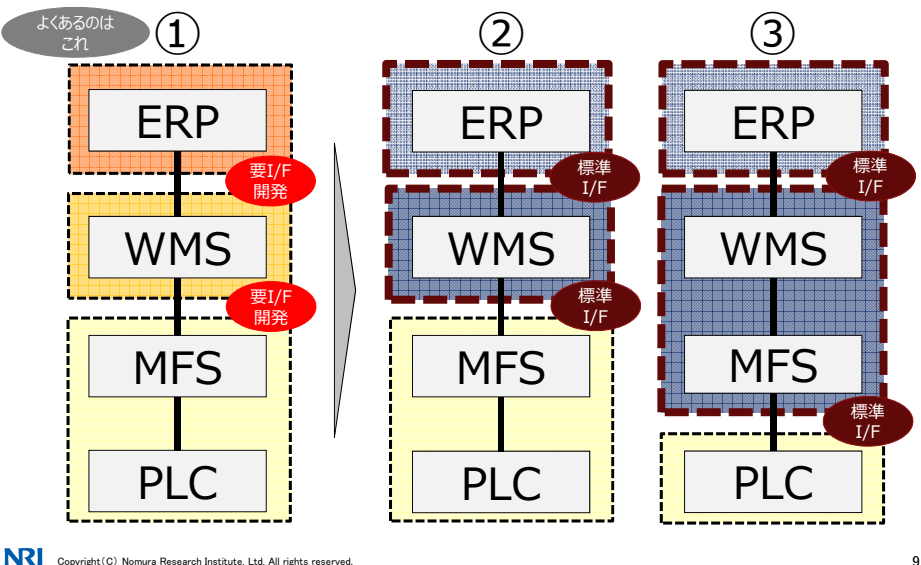 よくあるのは
これ
①
ERP
要I/F
開発
WMS
要I/F
開発
MFS
PLC
②
ERP
標準
I/F
WMS
標準
I/F
MFS
PLC
③
ERP
標準
I/F
WMS
MFS
標準
I/F
PLC
NRI
Copyright(C) Nomura Research Institute, Ltd. All rights reserved.
9